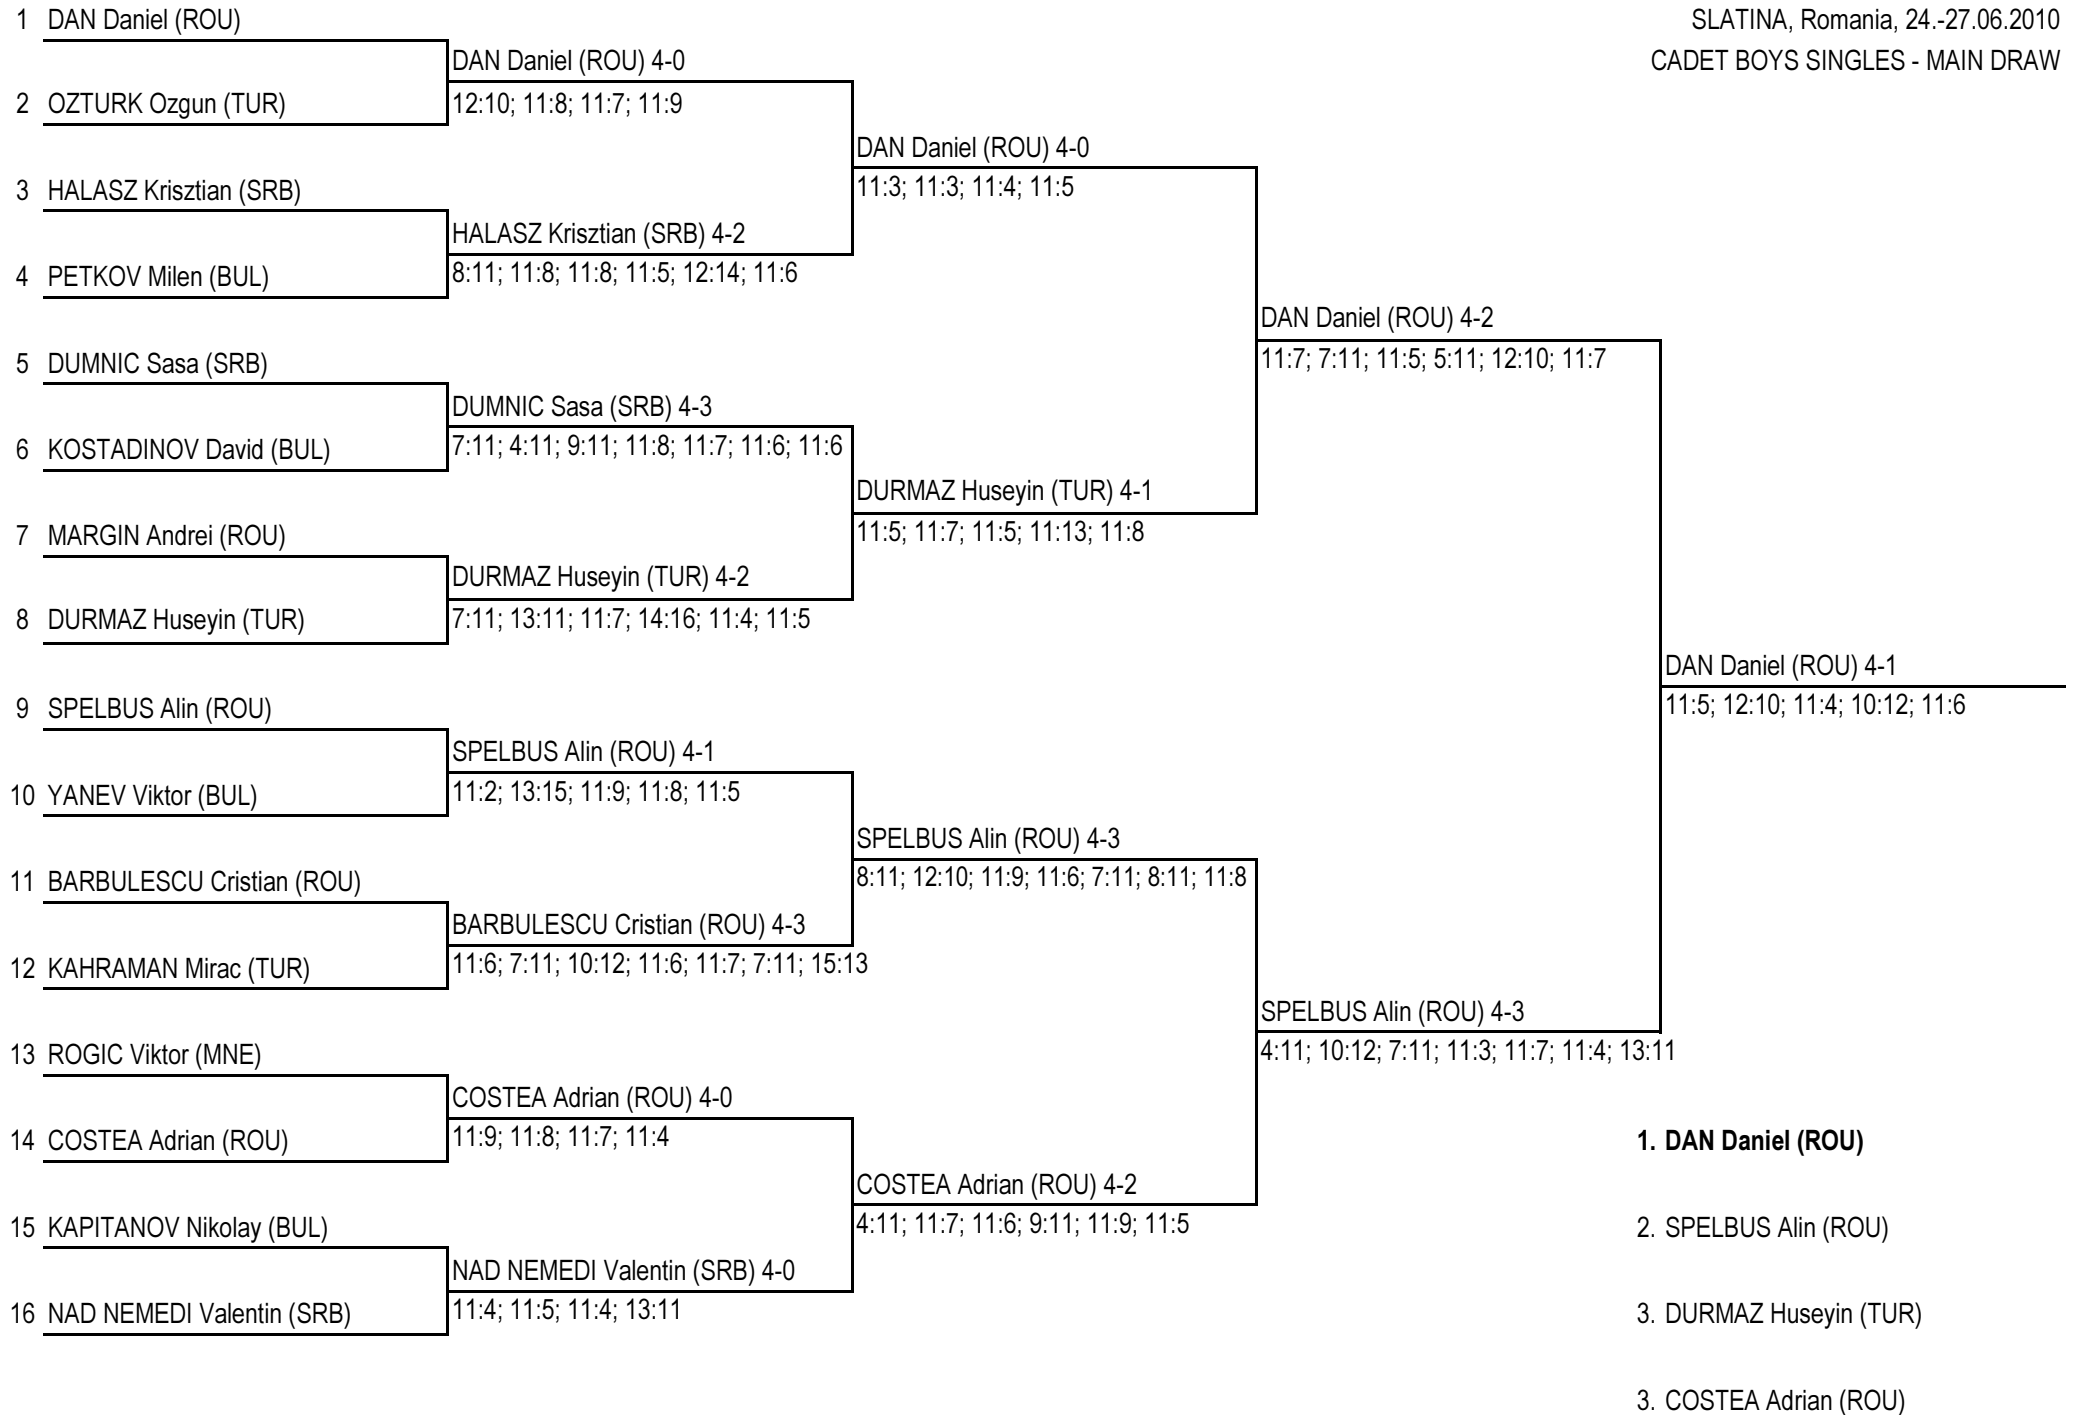 1 DAN Daniel (ROU)
SLATINA, Romania, 24.-27.06.2010
DAN Daniel (ROU) 4-0
CADET BOYS SINGLES - MAIN DRAW
2 OZTURK Ozgun (TUR)
12:10; 11:8; 11:7; 11:9
DAN Daniel (ROU) 4-0
3 HALASZ Krisztian (SRB)
11:3; 11:3; 11:4; 11:5
HALASZ Krisztian (SRB) 4-2
4 PETKOV Milen (BUL)
8:11; 11:8; 11:8; 11:5; 12:14; 11:6
DAN Daniel (ROU) 4-2
5 DUMNIC Sasa (SRB)
11:7; 7:11; 11:5; 5:11; 12:10; 11:7
DUMNIC Sasa (SRB) 4-3
6 KOSTADINOV David (BUL)
7:11; 4:11; 9:11; 11:8; 11:7; 11:6; 11:6
DURMAZ Huseyin (TUR) 4-1
7 MARGIN Andrei (ROU)
11:5; 11:7; 11:5; 11:13; 11:8
DURMAZ Huseyin (TUR) 4-2
8 DURMAZ Huseyin (TUR)
7:11; 13:11; 11:7; 14:16; 11:4; 11:5
DAN Daniel (ROU) 4-1
9 SPELBUS Alin (ROU)
11:5; 12:10; 11:4; 10:12; 11:6
SPELBUS Alin (ROU) 4-1
10 YANEV Viktor (BUL)
11:2; 13:15; 11:9; 11:8; 11:5
SPELBUS Alin (ROU) 4-3
11 BARBULESCU Cristian (ROU)
8:11; 12:10; 11:9; 11:6; 7:11; 8:11; 11:8
BARBULESCU Cristian (ROU) 4-3
12 KAHRAMAN Mirac (TUR)
11:6; 7:11; 10:12; 11:6; 11:7; 7:11; 15:13
SPELBUS Alin (ROU) 4-3
13 ROGIC Viktor (MNE)
4:11; 10:12; 7:11; 11:3; 11:7; 11:4; 13:11
COSTEA Adrian (ROU) 4-0
14 COSTEA Adrian (ROU)
11:9; 11:8; 11:7; 11:4
1. DAN Daniel (ROU)
COSTEA Adrian (ROU) 4-2
15 KAPITANOV Nikolay (BUL)
4:11; 11:7; 11:6; 9:11; 11:9; 11:5
2. SPELBUS Alin (ROU)
NAD NEMEDI Valentin (SRB) 4-0
16 NAD NEMEDI Valentin (SRB)
11:4; 11:5; 11:4; 13:11
3. DURMAZ Huseyin (TUR)
3. COSTEA Adrian (ROU)